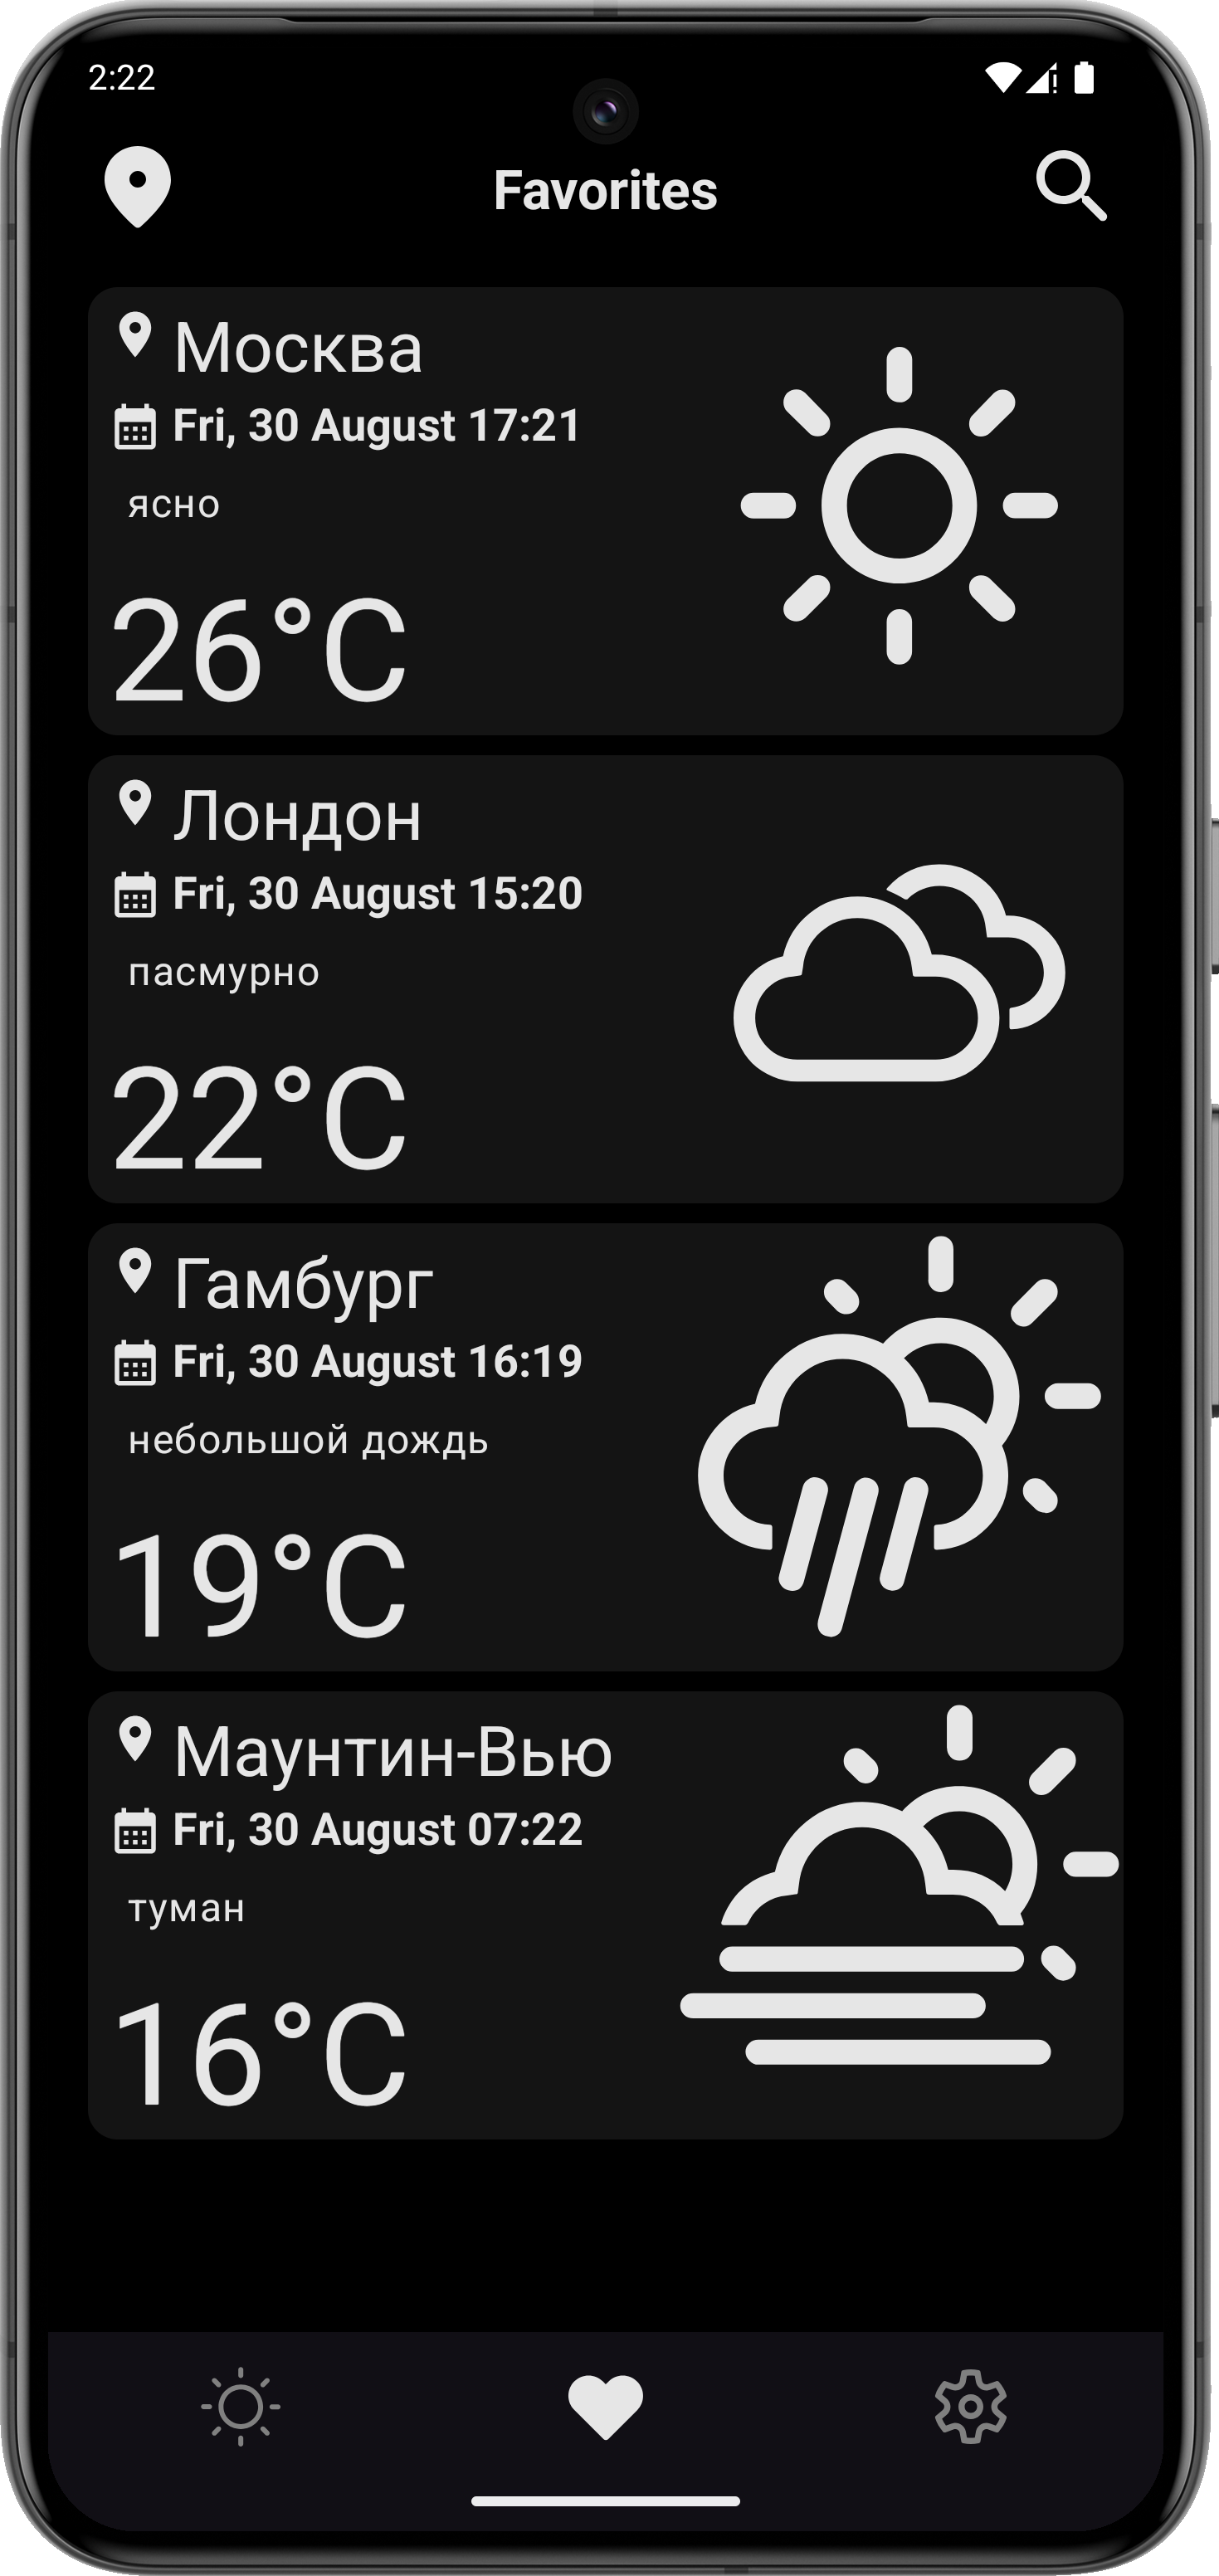 2:22
Favorites
Москва
Fri, 30 August 17:21
ясно
26°C
Лондон
Fri, 30 August 15:20
пасмурно
22°C
Гамбург
Fri, 30 August 16:19
небольшой дождь
19°C
Маунтин-Вью
Fri, 30 August 07:22
туман
16°C